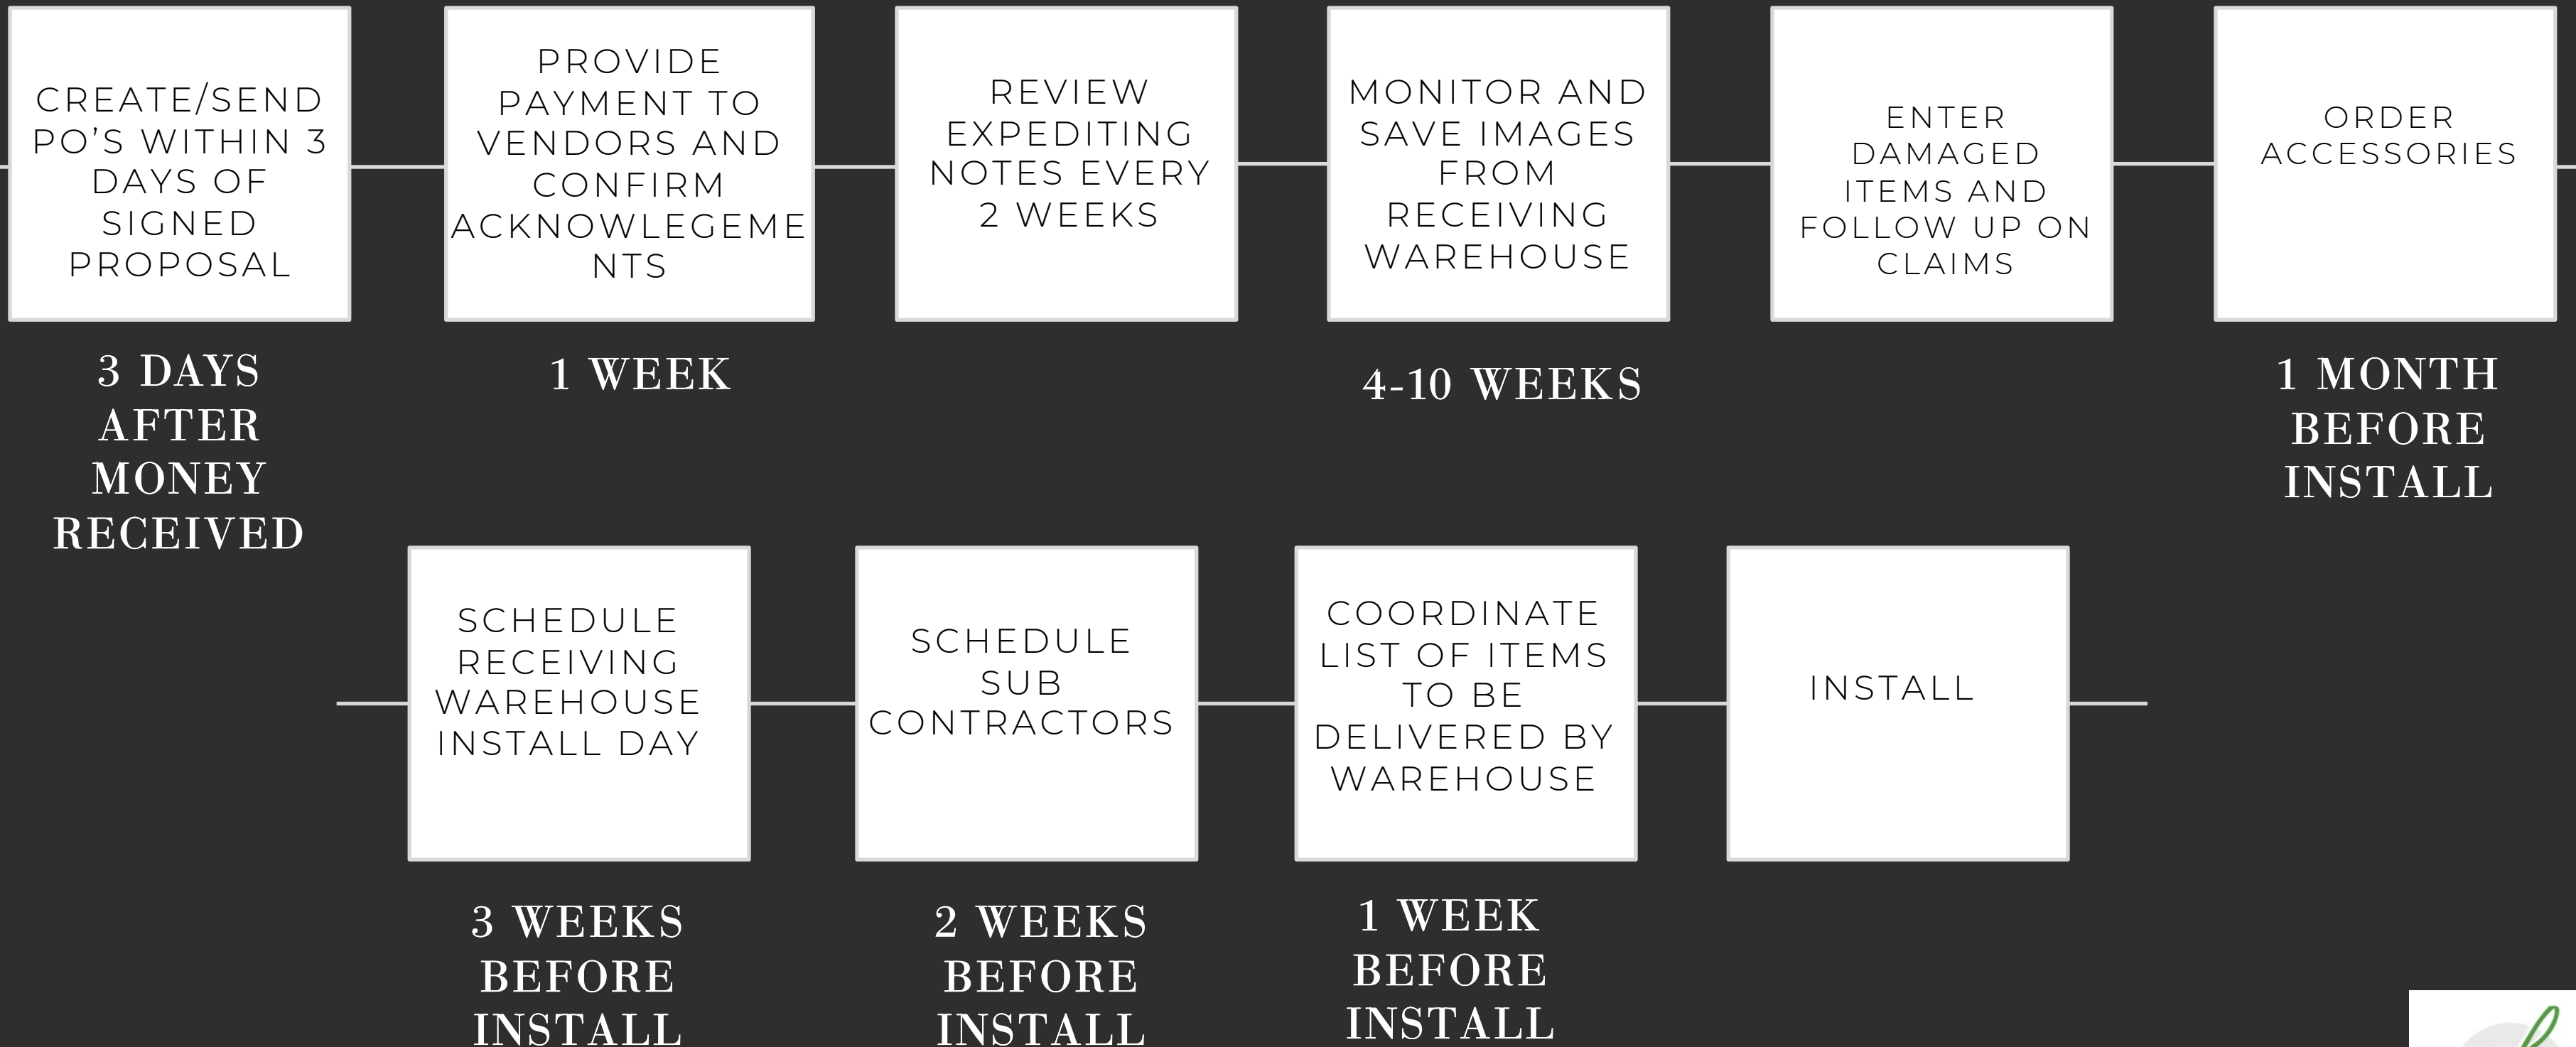 CREATE/SEND
PO’S WITHIN 3
DAYS OF
SIGNED
PROPOSAL
3 DAYS
AFTER
MONEY
RECEIVED
PROVIDE
PAYMENT TO
VENDORS AND
CONFIRM
ACKNOWLEGEME
NTS
1 WEEK
REVIEW
EXPEDITING
NOTES EVERY
2 WEEKS
MONITOR AND
SAVE IMAGES
FROM
RECEIVING
WAREHOUSE
4-10 WEEKS
ENTER
DAMAGED
ITEMS AND
FOLLOW UP ON
CLAIMS
ORDER
ACCESSORIES
1 MONTH
BEFORE
INSTALL
SCHEDULE
RECEIVING
WAREHOUSE
INSTALL DAY
3 WEEKS
BEFORE
INSTALL
SCHEDULE
SUB
CONTRACTORS
2 WEEKS
BEFORE
INSTALL
COORDINATE
LIST OF ITEMS
TO BE
DELIVERED BY
WAREHOUSE
1 WEEK
BEFORE
INSTALL
INSTALL